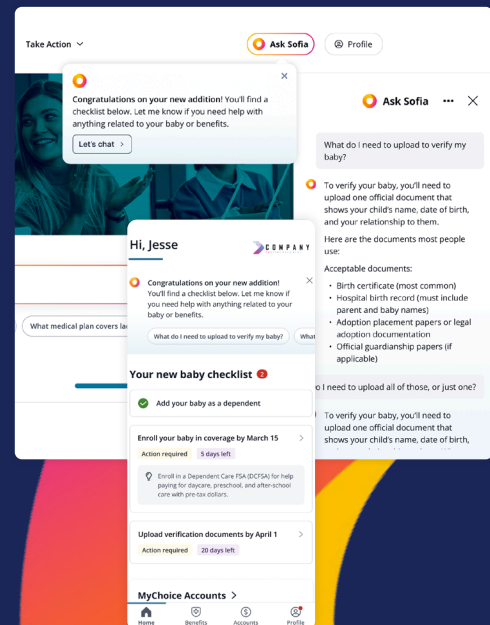 Take Action
Ask Sofia
Profile
Congratulations on your new addition! You'll find a
checklist below. Let me know if you need help with
anything related to your baby or benefits.
Let's chat
Ask Sofia
What do I need to upload to verify my
baby?
To verify your baby, you'll need to
upload one official document that
shows your child's name, date of birth,
and your relationship to them.
Here are the documents most people
use:
Acceptable documents:
• Birth certificate (most common)
• Hospital birth record (must include
parent and baby names)
• Adoption placement papers or legal
adoption documentation
• Official guardianship papers (if
applicable)
o I need to upload all of those, or just one?
To verify your baby, you'll need to
upload one official document that
shows your child's name, date of birth,
What medical plan covers
Hi, Jesse
COMPANY
Congratulations on your new addition!
You'll find a checklist below. Let me know if
you need help with anything related to your
baby or benefits.
What do I need to upload to verify my baby?
What
Your new baby checklist 2
Add your baby as a dependent
Enroll your baby in coverage by March 15
Action required 5 days left
Enroll in a Dependent Care FSA (DCFSA) for help
paying for daycare, preschool, and after-school
care with pre-tax dollars.
Upload verification documents by April 1
Action required 20 days left
MyChoice Accounts
Home
Benefits
Accounts
Profile